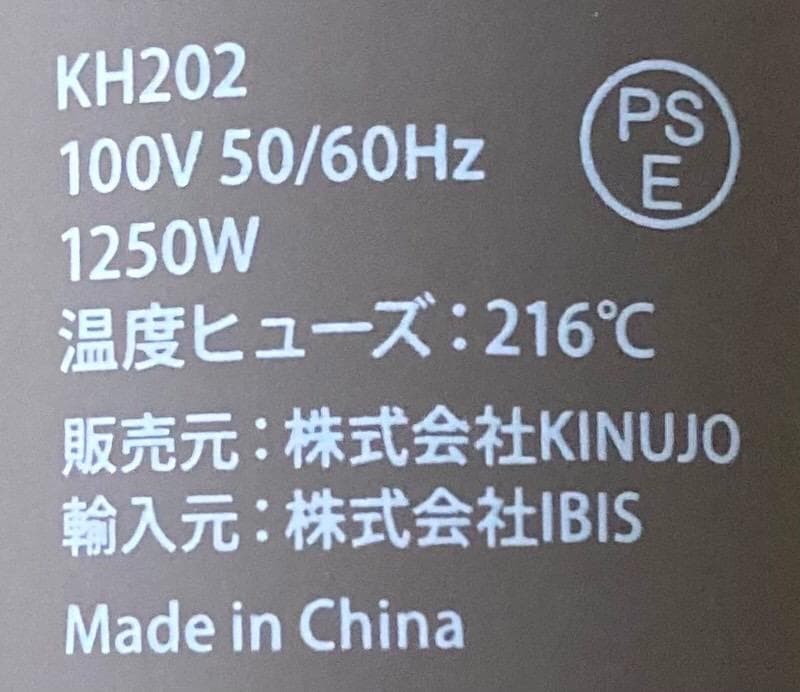 KH202
100V 50/60Hz
PS
E
1250W
温度ヒューズ：216℃
販売元：株式会社KINUJO
輸入元：株式会社IBIS
Made in China